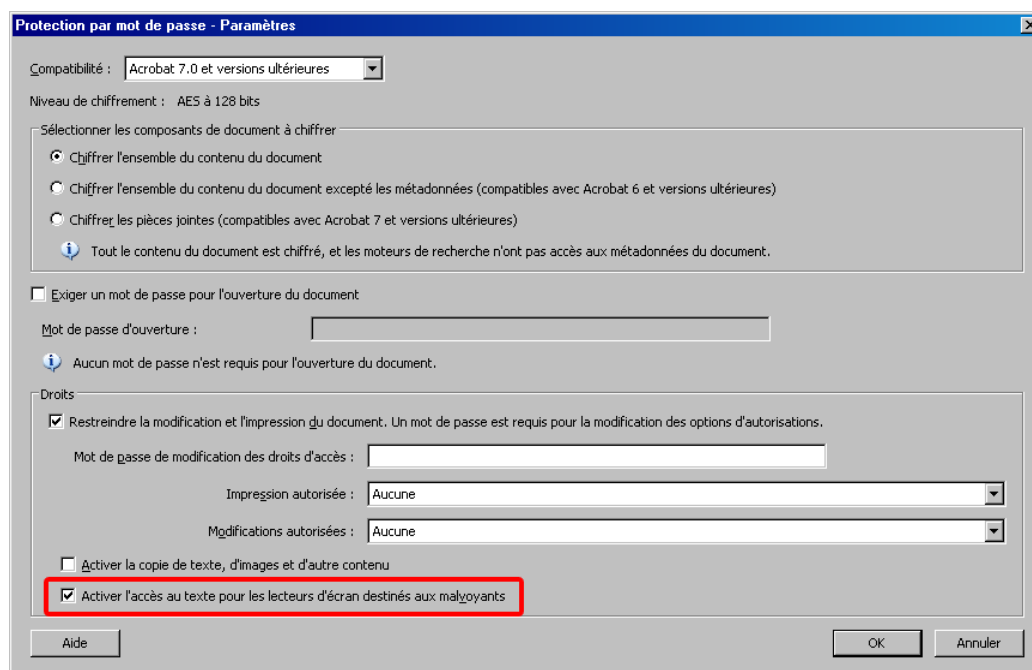 Protection par mot de passe - Paramètres
Compatibilité : Acrobat 7.0 et versions ultérieures
Niveau de chiffrement : AES à 128 bits
Sélectionner les composants de document à chiffrer
Chiffrer l'ensemble du contenu du document
Chiffrer l'ensemble du contenu du document excepté les métadonnées (compatibles avec Acrobat 6 et versions ultérieures)
Chiffrer les pièces jointes (compatibles avec Acrobat 7 et versions ultérieures)
Tout le contenu du document est chiffré, et les moteurs de recherche n'ont pas accès aux métadonnées du document.
Exiger un mot de passe pour l'ouverture du document
Mot de passe d'ouverture :
Aucun mot de passe n'est requis pour l'ouverture du document.
Droits
Restreindre la modification et l'impression du document. Un mot de passe est requis pour la modification des options d'autorisations.
Mot de passe de modification des droits d'accès :
Impression autorisée : Aucune
Modifications autorisées : Aucune
Activer la copie de texte, d'images et d'autre contenu
Activer l'accès au texte pour les lecteurs d'écran destinés aux malvoyants
Aide OK Annuler